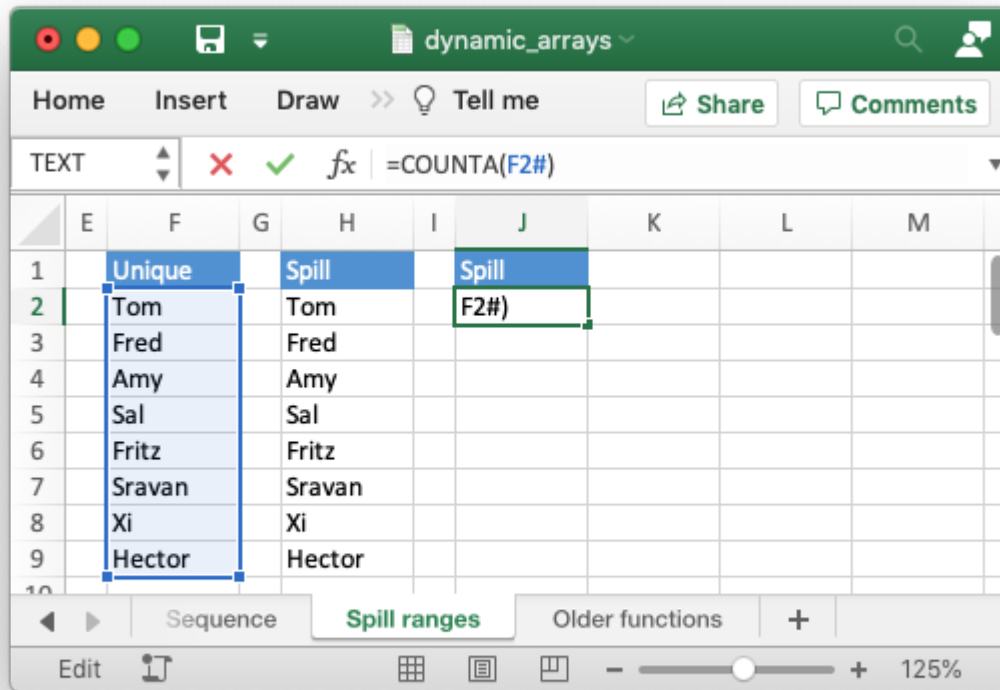 dynamic_arrays
Home Insert Draw Tell me Share Comments
TEXT fx =COUNTA(F2#)
E F G H I J K L M
1 Unique Spill Spill
2 Tom Tom F2#)
3 Fred Fred
4 Amy Amy
5 Sal Sal
6 Fritz Fritz
7 Sravan Sravan
8 Xi Xi
9 Hector Hector
10
Sequence Spill ranges Older functions +
Edit − + 125%